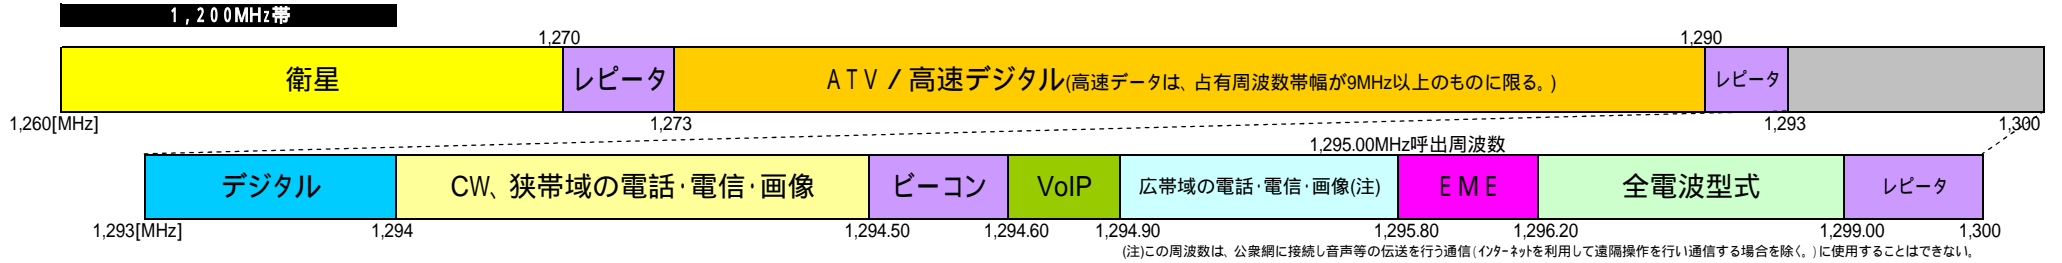 1,200MHz帯
1,270 1,290
衛星 レピータ ATV / 高速デジタル(高速データは、占有周波数帯幅が9MHz以上のものに限る。) レピータ
1,260[MHz] 1,273 1,293 1,300
1,295.00MHz呼出周波数
デジタル CW、狭帯域の電話・電信・画像 ビーコン VoIP 広帯域の電話・電信・画像(注) EME 全電波型式 レピータ
1,293[MHz] 1,294 1,294.50 1,294.60 1,294.90 1,295.80 1,296.20 1,299.00 1,300
(注)この周波数は、公衆網に接続し音声等の伝送を行う通信(インターネットを利用して遠隔操作を行い通信する場合を除く。)に使用することはできない。